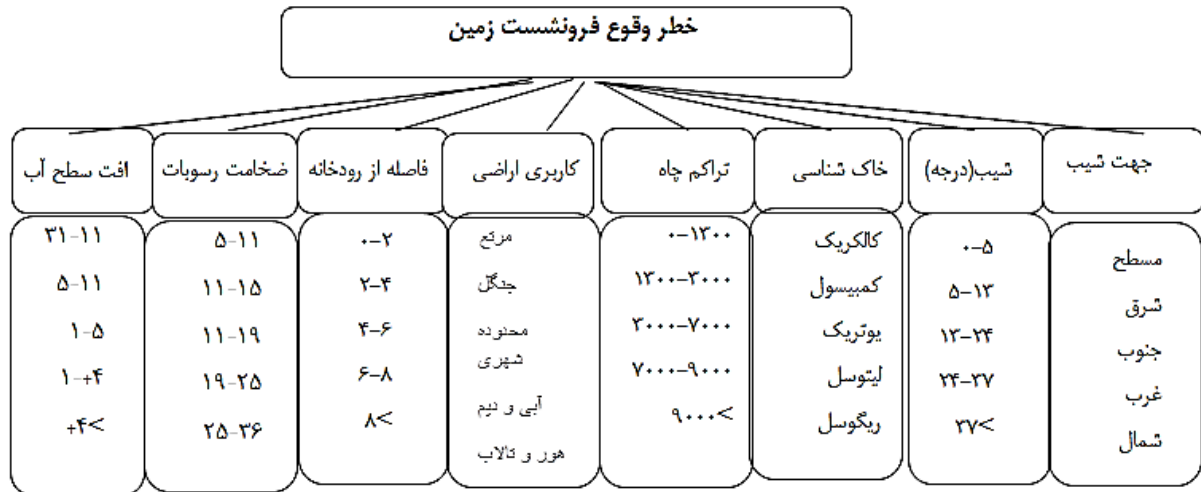 خطر وقوع فرونشست زمین
جهت شیب
شیب(درجه)
خاک شناسی
تراکم چاه
کاربری اراضی
فاصله از رودخانه
ضخامت رسوبات
افت سطح آب
مسطح
شرق
جنوب
غرب
شمال
۰-۵
۵-۱۳
۱۳-۲۴
۲۴-۳۷
۳۷<
کالکریک
کمبیسول
یوتریک
لیتوسل
ریگوسل
۰-۱۳۰۰
۱۳۰۰-۳۰۰۰
۳۰۰۰-۷۰۰۰
۷۰۰۰-۹۰۰۰
۹۰۰۰<
مرتع
جنگل
محدوده
شهری
آبی و دیم
هور و تالاب
۰-۲
۲-۴
۴-۶
۶-۸
۸<
۵-۱۱
۱۱-۱۵
۱۱-۱۹
۱۹-۲۵
۲۵-۳۶
۳۱-۱۱
۵-۱۱
۱-۵
۱-+۴
+۴<